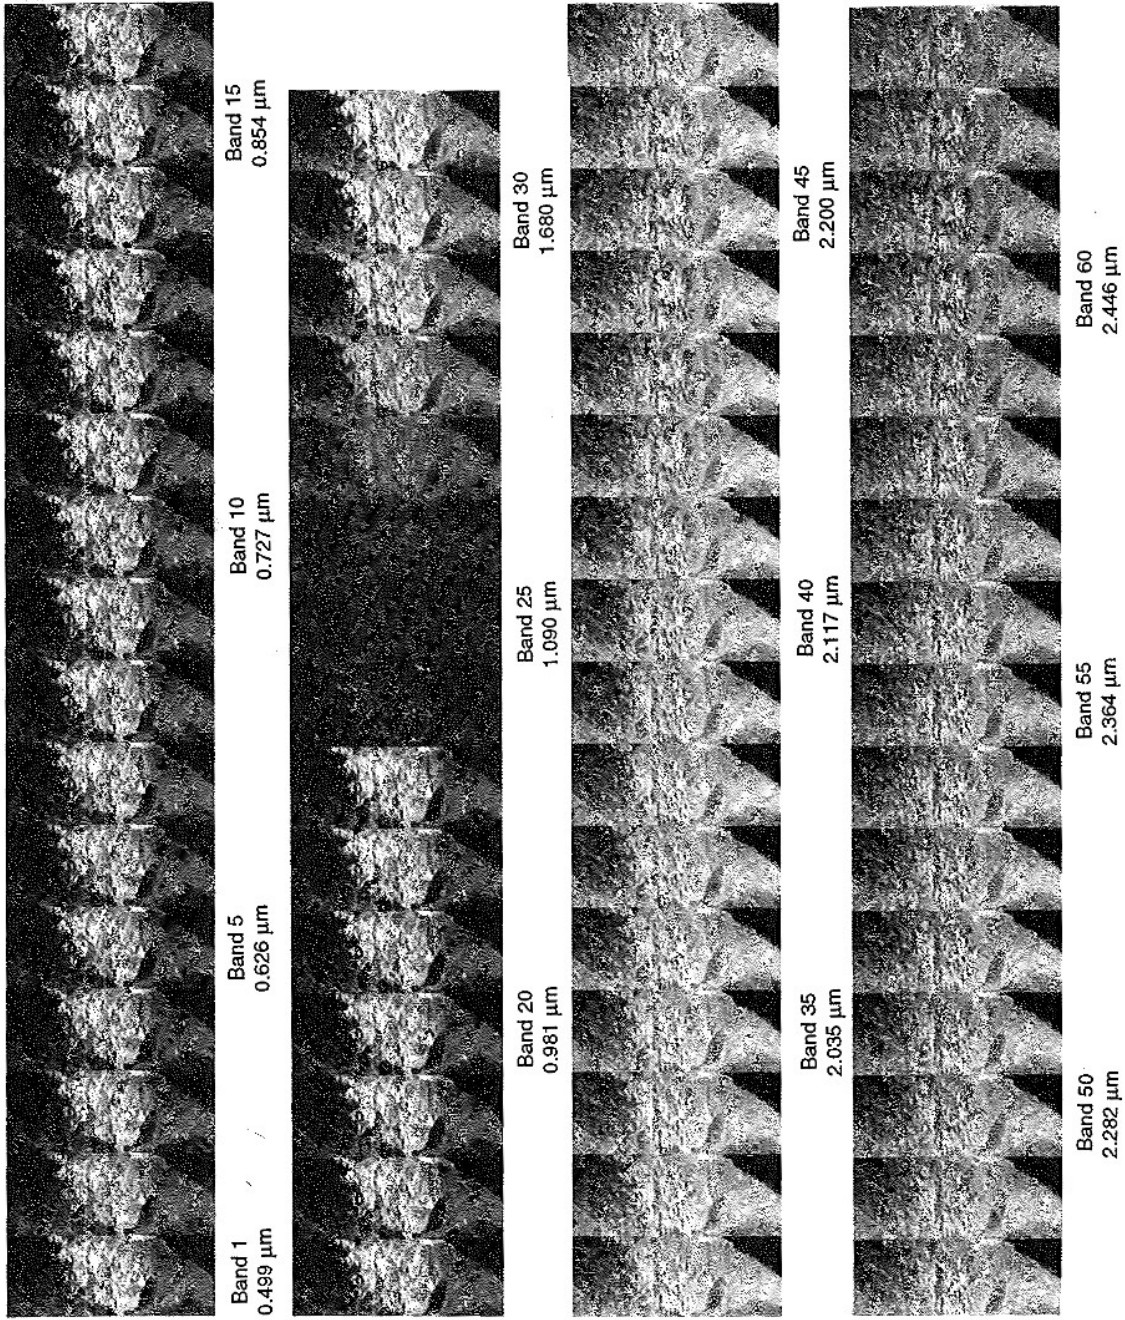 Band 1
0.499 µm
Band 5
0.626 µm
Band 10
0.727 µm
Band 15
0.854 µm
Band 20
0.981 µm
Band 25
1.090 µm
Band 30
1.680 µm
Band 35
2.035 µm
Band 40
2.117 µm
Band 45
2.200 µm
Band 50
2.282 µm
Band 55
2.364 µm
Band 60
2.446 µm